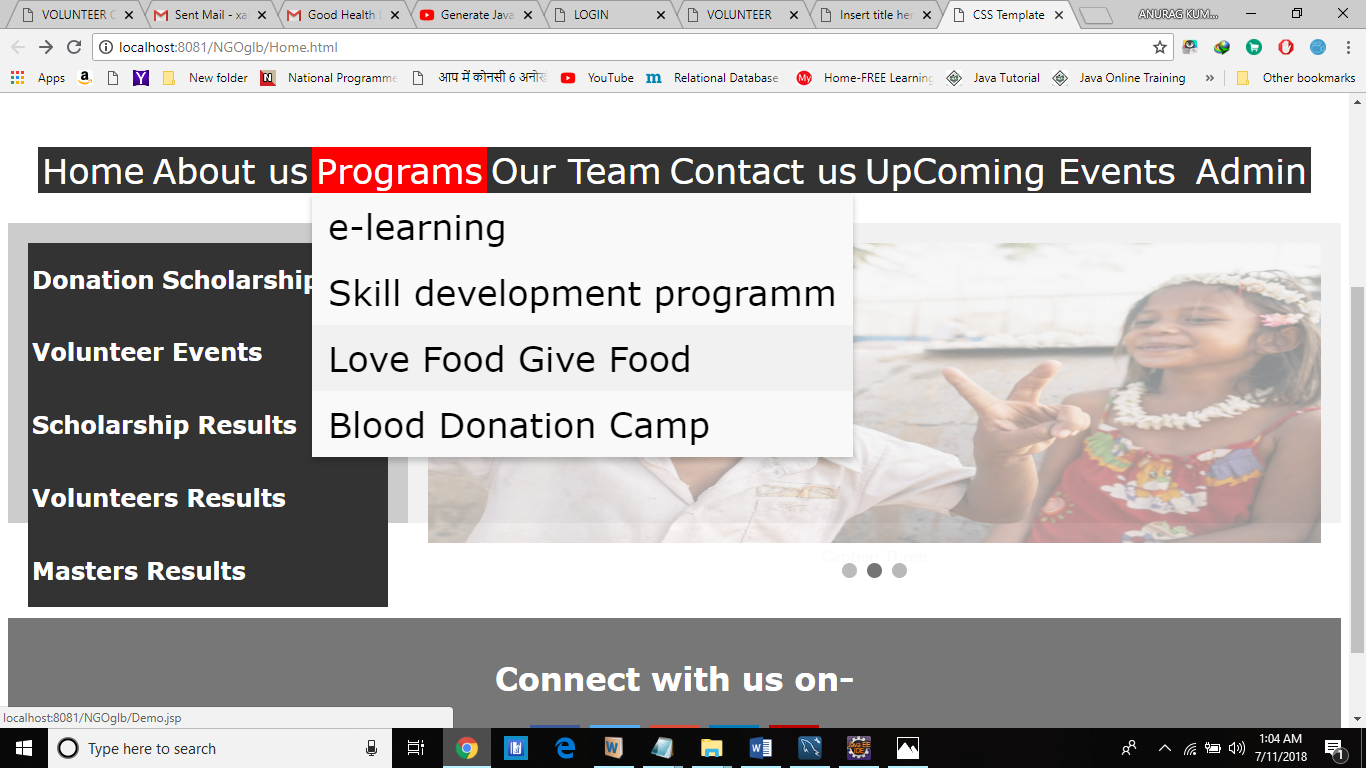 VOLUNTEER C
Sent Mail - xa
Good Health
Generate Java
LOGIN
VOLUNTEER
Insert title her
CSS Template
ANURAG KUM...
localhost:8081/NGOglb/Home.html
Apps
New folder
National Programme
आप में कोनसी 6 अनोखे
YouTube
m
Relational Database
My
Home-FREE Learning
Java Tutorial
Java Online Training
»
Other bookmarks
Home About us Programs Our Team Contact us UpComing Events Admin
e-learning
Skill development programm
Love Food Give Food
Blood Donation Camp
Donation Scholarship
Volunteer Events
Scholarship Results
Volunteers Results
Masters Results
Caption Three
Connect with us on-
localhost:8081/NGOglb/Demo.jsp
Type here to search
1:04 AM
7/11/2018
1